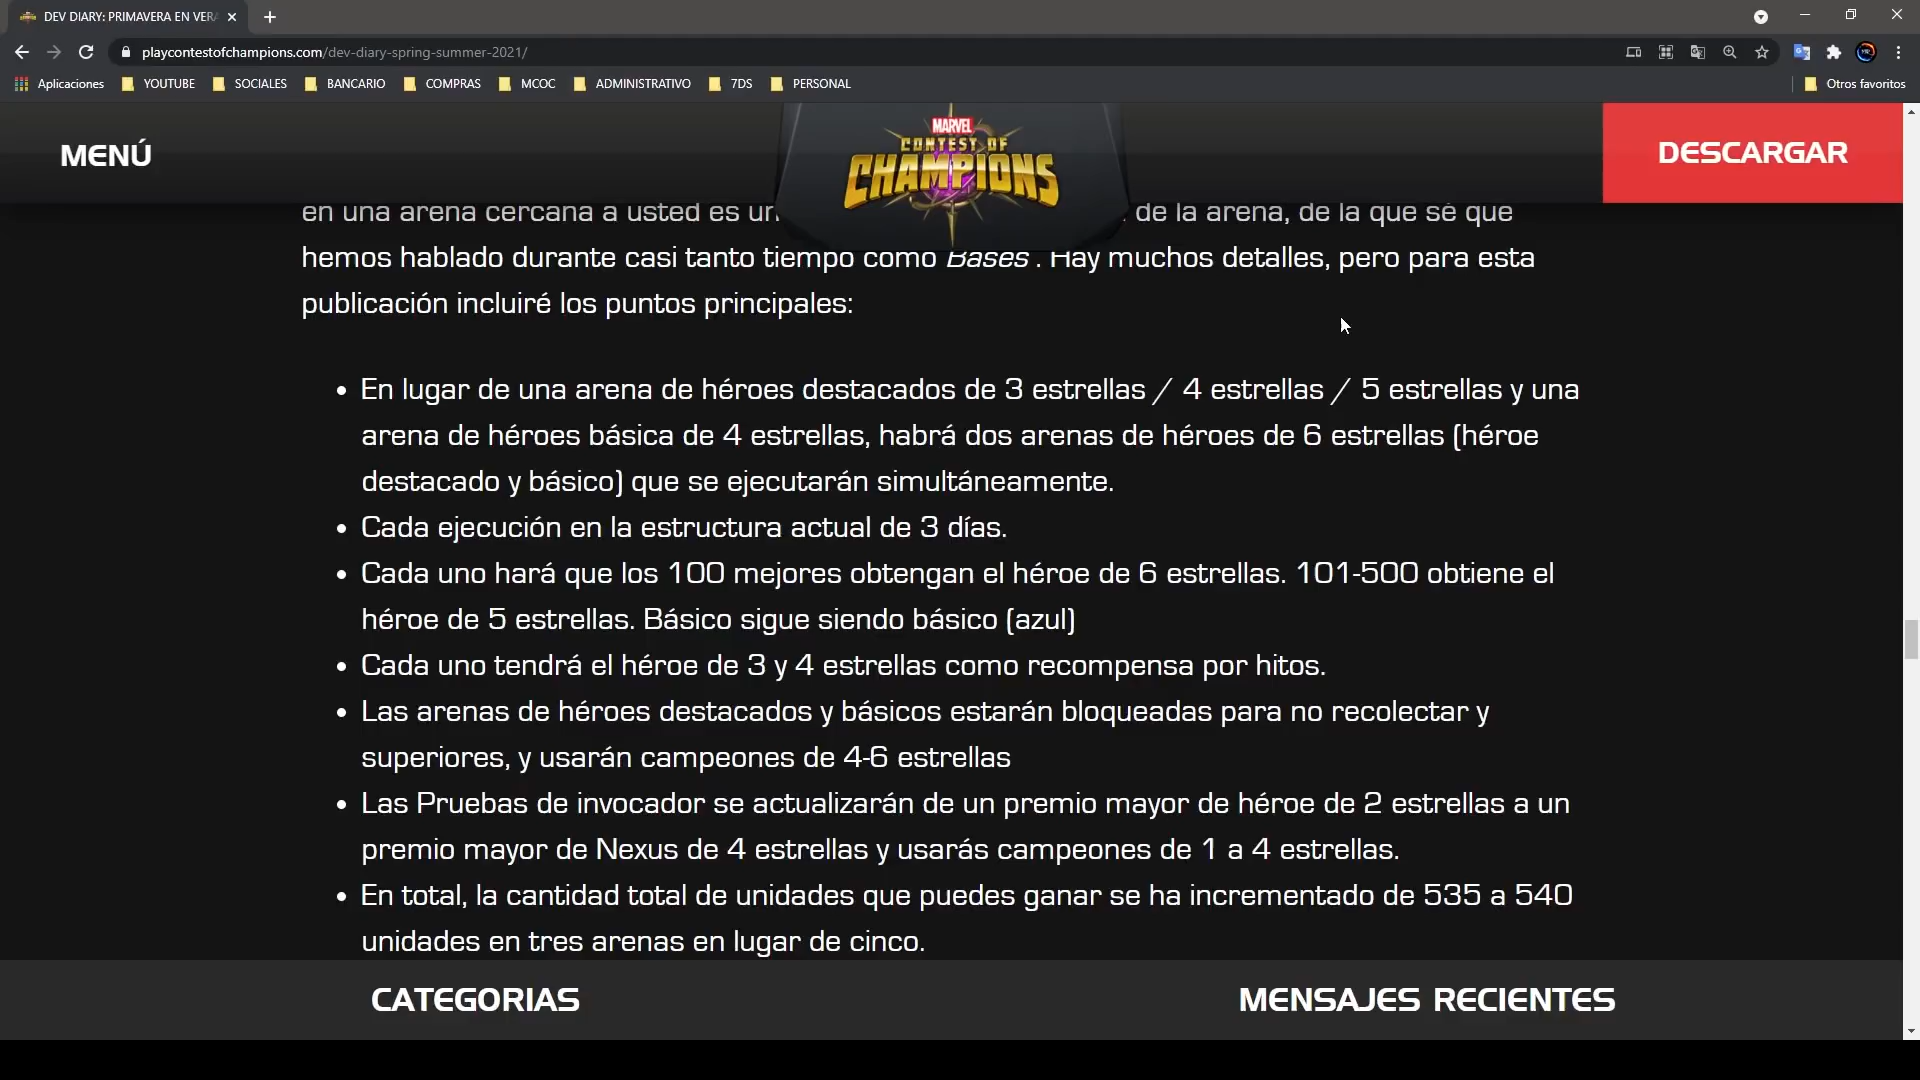 DEV DIARY: PRIMAVERA EN VER
playcontestofchampions.com/dev-diary-spring-summer-2021/
Aplicaciones YOUTUBE SOCIALES BANCARIO COMPRAS MCOC ADMINISTRATIVO 7DS PERSONAL Otros favoritos
MENÚ
MARVEL
CONTEST OF
CHAMPIONS
DESCARGAR
en una arena cercana a usted es un de la arena, de la que sé que
hemos hablado durante casi tanto tiempo como Bases . Hay muchos detalles, pero para esta
publicación incluiré los puntos principales:
• En lugar de una arena de héroes destacados de 3 estrellas / 4 estrellas / 5 estrellas y una
arena de héroes básica de 4 estrellas, habrá dos arenas de héroes de 6 estrellas (héroe
destacado y básico) que se ejecutarán simultáneamente.
• Cada ejecución en la estructura actual de 3 días.
• Cada uno hará que los 100 mejores obtengan el héroe de 6 estrellas. 101-500 obtiene el
héroe de 5 estrellas. Básico sigue siendo básico (azul)
• Cada uno tendrá el héroe de 3 y 4 estrellas como recompensa por hitos.
• Las arenas de héroes destacados y básicos estarán bloqueadas para no recolectar y
superiores, y usarán campeones de 4-6 estrellas
• Las Pruebas de invocador se actualizarán de un premio mayor de héroe de 2 estrellas a un
premio mayor de Nexus de 4 estrellas y usarás campeones de 1 a 4 estrellas.
• En total, la cantidad total de unidades que puedes ganar se ha incrementado de 535 a 540
unidades en tres arenas en lugar de cinco.
CATEGORIAS
MENSAJES RECIENTES